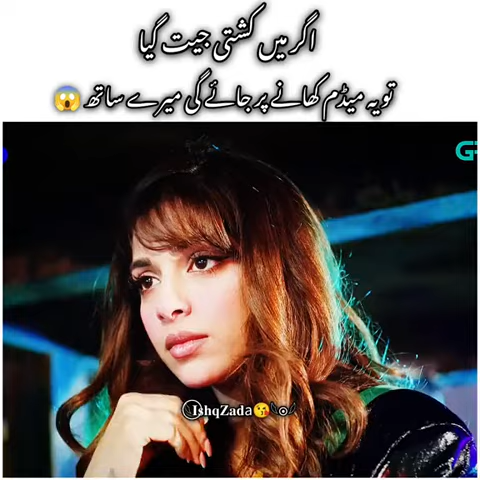 اگر میں کشتی جیت گیا
تو یہ میڈم کھانے پر جائے گی میرے ساتھ 😱
IshqZada😘